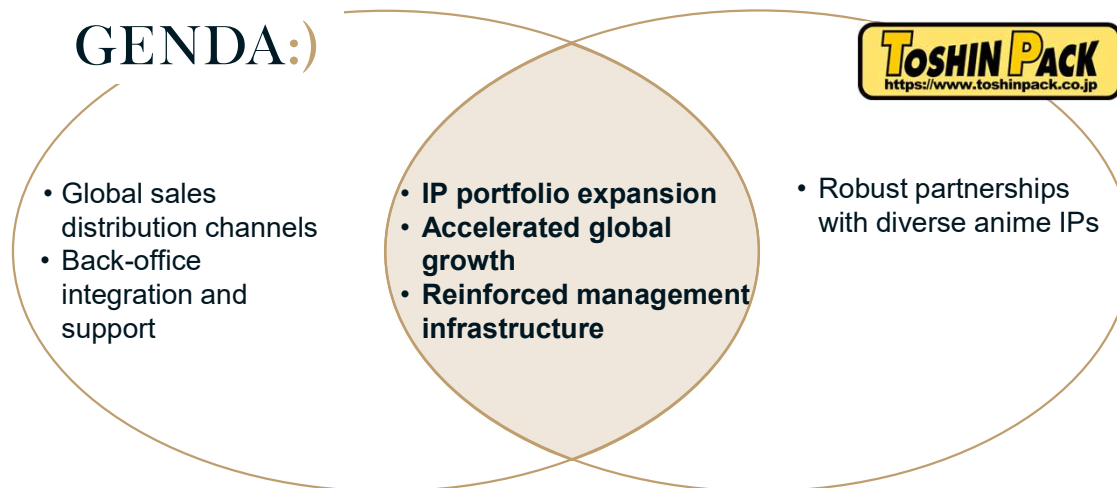 GENDA:)
TOSHIN PACK
https://www.toshinpack.co.jp
• Global sales
distribution channels
• Back-office
integration and
support
• IP portfolio expansion
• Accelerated global
growth
• Reinforced management
infrastructure
• Robust partnerships
with diverse anime IPs